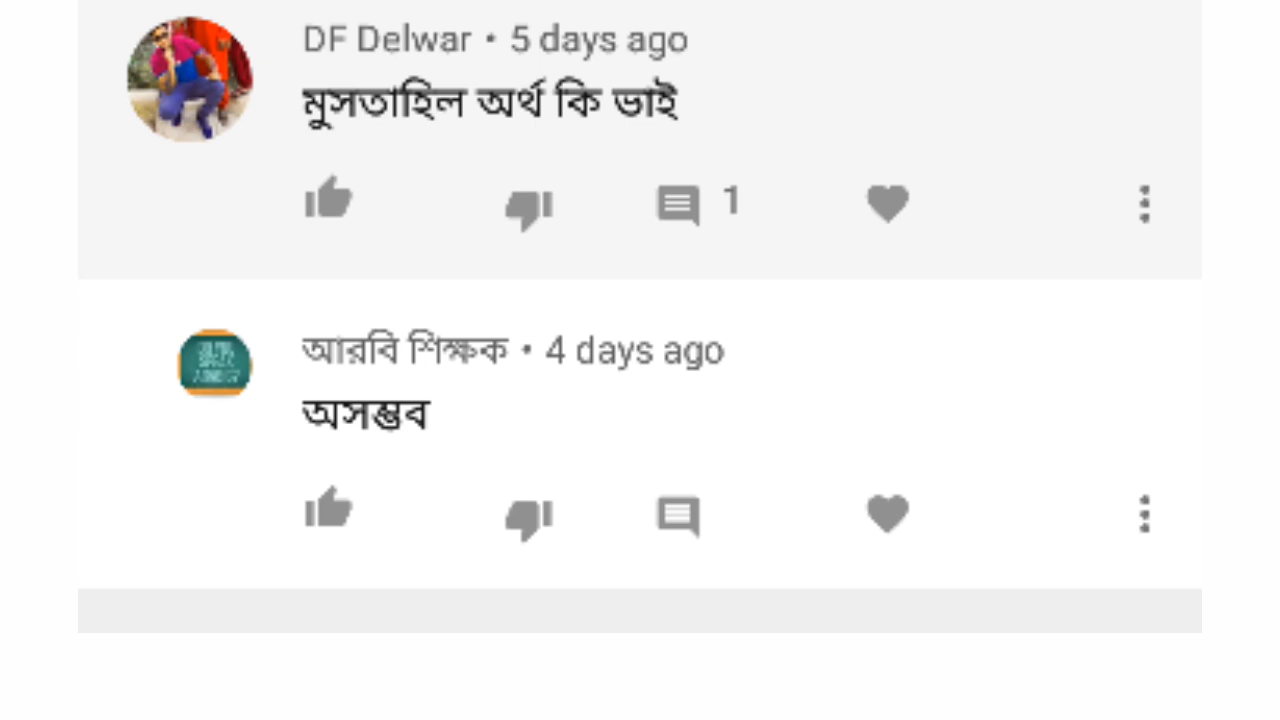 DF Delwar • 5 days ago
মুসতাহিল অর্থ কি ভাই
1
আরবি শিক্ষক • 4 days ago
অসম্ভব